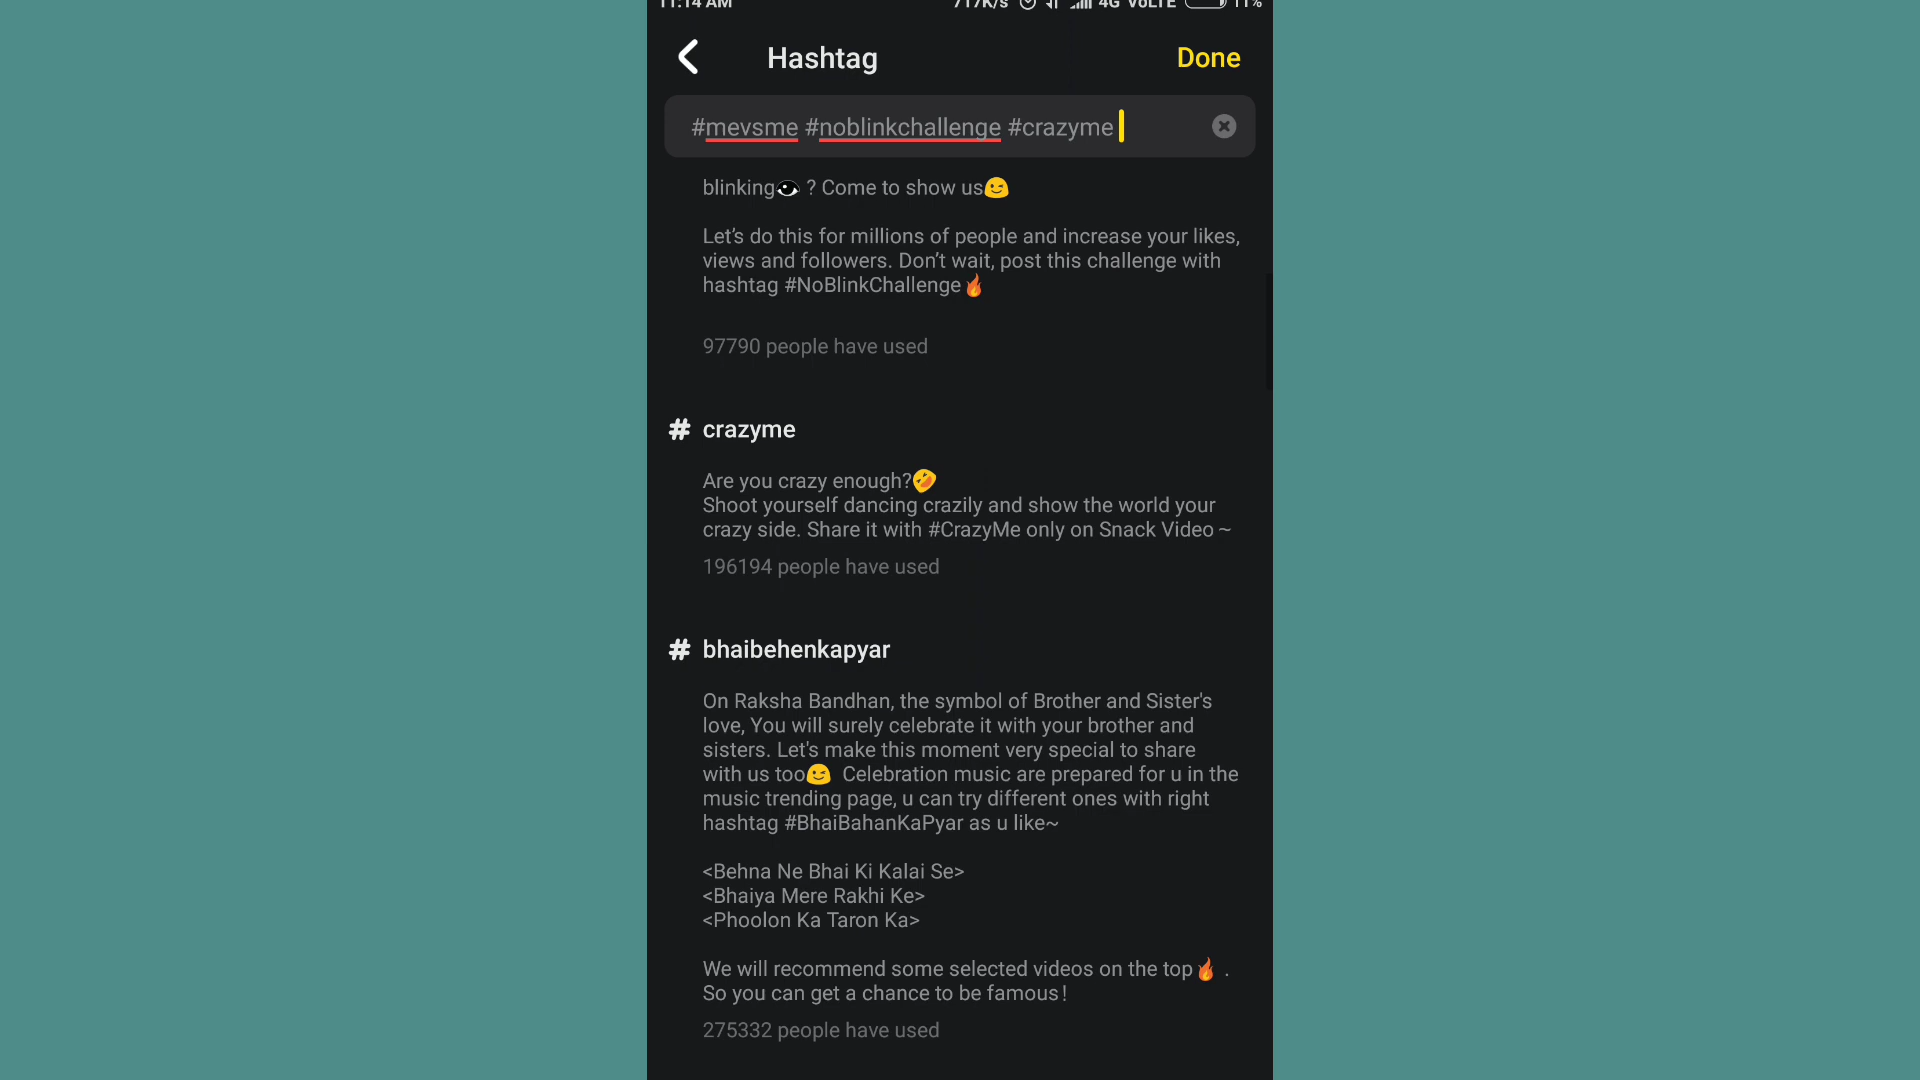 11:14 AM 717K/s 4G VoLTE 11%
Hashtag Done
#mevsme #noblinkchallenge #crazyme
blinking👁 ? Come to show us😉
Let’s do this for millions of people and increase your likes,
views and followers. Don’t wait, post this challenge with
hashtag #NoBlinkChallenge🔥
97790 people have used
# crazyme
Are you crazy enough?🤣
Shoot yourself dancing crazily and show the world your
crazy side. Share it with #CrazyMe only on Snack Video～
196194 people have used
# bhaibehenkapyar
On Raksha Bandhan, the symbol of Brother and Sister's
love, You will surely celebrate it with your brother and
sisters. Let's make this moment very special to share
with us too😉 Celebration music are prepared for u in the
music trending page, u can try different ones with right
hashtag #BhaiBahanKaPyar as u like~
<Behna Ne Bhai Ki Kalai Se>
<Bhaiya Mere Rakhi Ke>
<Phoolon Ka Taron Ka>
We will recommend some selected videos on the top🔥 .
So you can get a chance to be famous！
275332 people have used